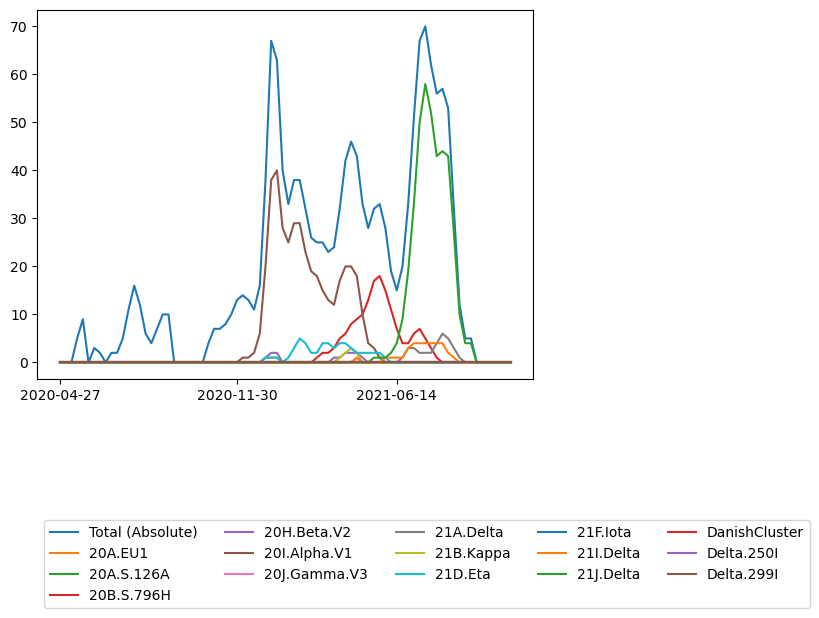 70
60
50
40
30
20
10
0
2020-04-27 2020-11-30 2021-06-14
Total (Absolute) 20H.Beta.V2 21A.Delta 21F.Iota DanishCluster
20A.EU1 20I.Alpha.V1 21B.Kappa 21I.Delta Delta.250I
20A.S.126A 20J.Gamma.V3 21D.Eta 21J.Delta Delta.299I
20B.S.796H